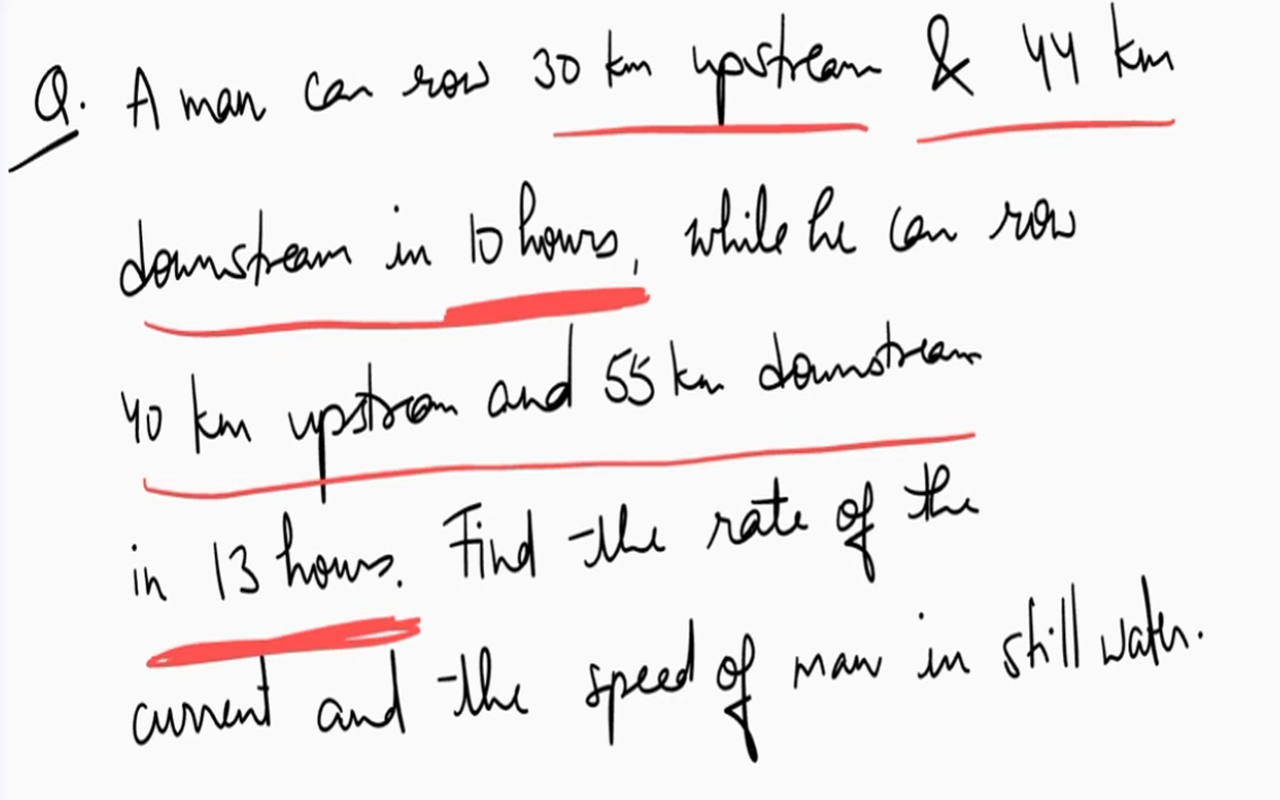 Q. A man can row 30 km upstream & 44 km
downstream in 10 hours, while he can row
40 km upstream and 55 km downstream
in 13 hours. Find the rate of the
current and the speed of man in still water.